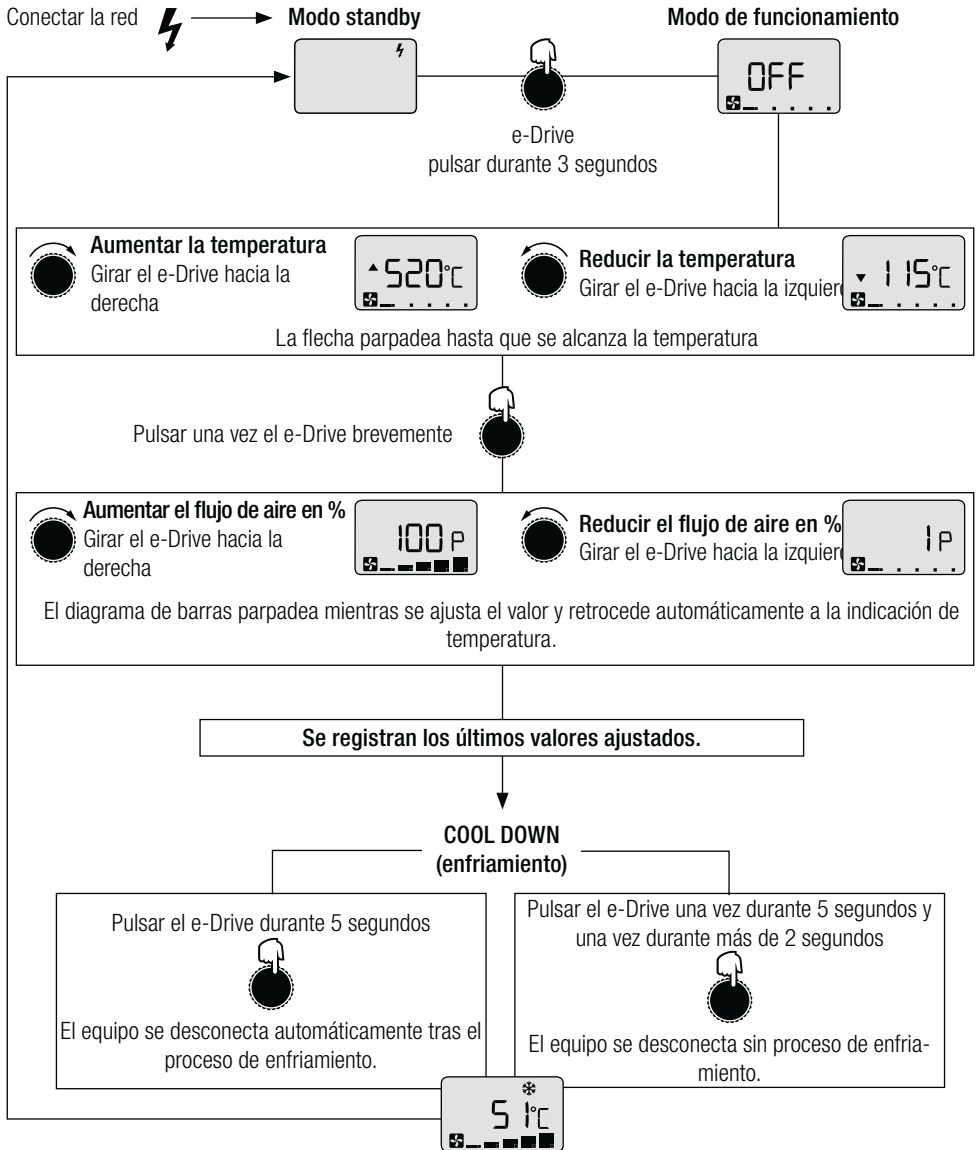 Conectar la red
Modo standby
Modo de funcionamiento
OFF
e-Drive
pulsar durante 3 segundos
Aumentar la temperatura
Girar el e-Drive hacia la
derecha
520°C
Reducir la temperatura
Girar el e-Drive hacia la izquier
115°C
La flecha parpadea hasta que se alcanza la temperatura
Pulsar una vez el e-Drive brevemente
Aumentar el flujo de aire en %
Girar el e-Drive hacia la
derecha
100 P
Reducir el flujo de aire en %
Girar el e-Drive hacia la izquier
1 P
El diagrama de barras parpadea mientras se ajusta el valor y retrocede automáticamente a la indicación de
temperatura.
Se registran los últimos valores ajustados.
COOL DOWN
(enfriamiento)
Pulsar el e-Drive durante 5 segundos
El equipo se desconecta automáticamente tras el
proceso de enfriamiento.
Pulsar el e-Drive una vez durante 5 segundos y
una vez durante más de 2 segundos
El equipo se desconecta sin proceso de enfria-
miento.
51°C